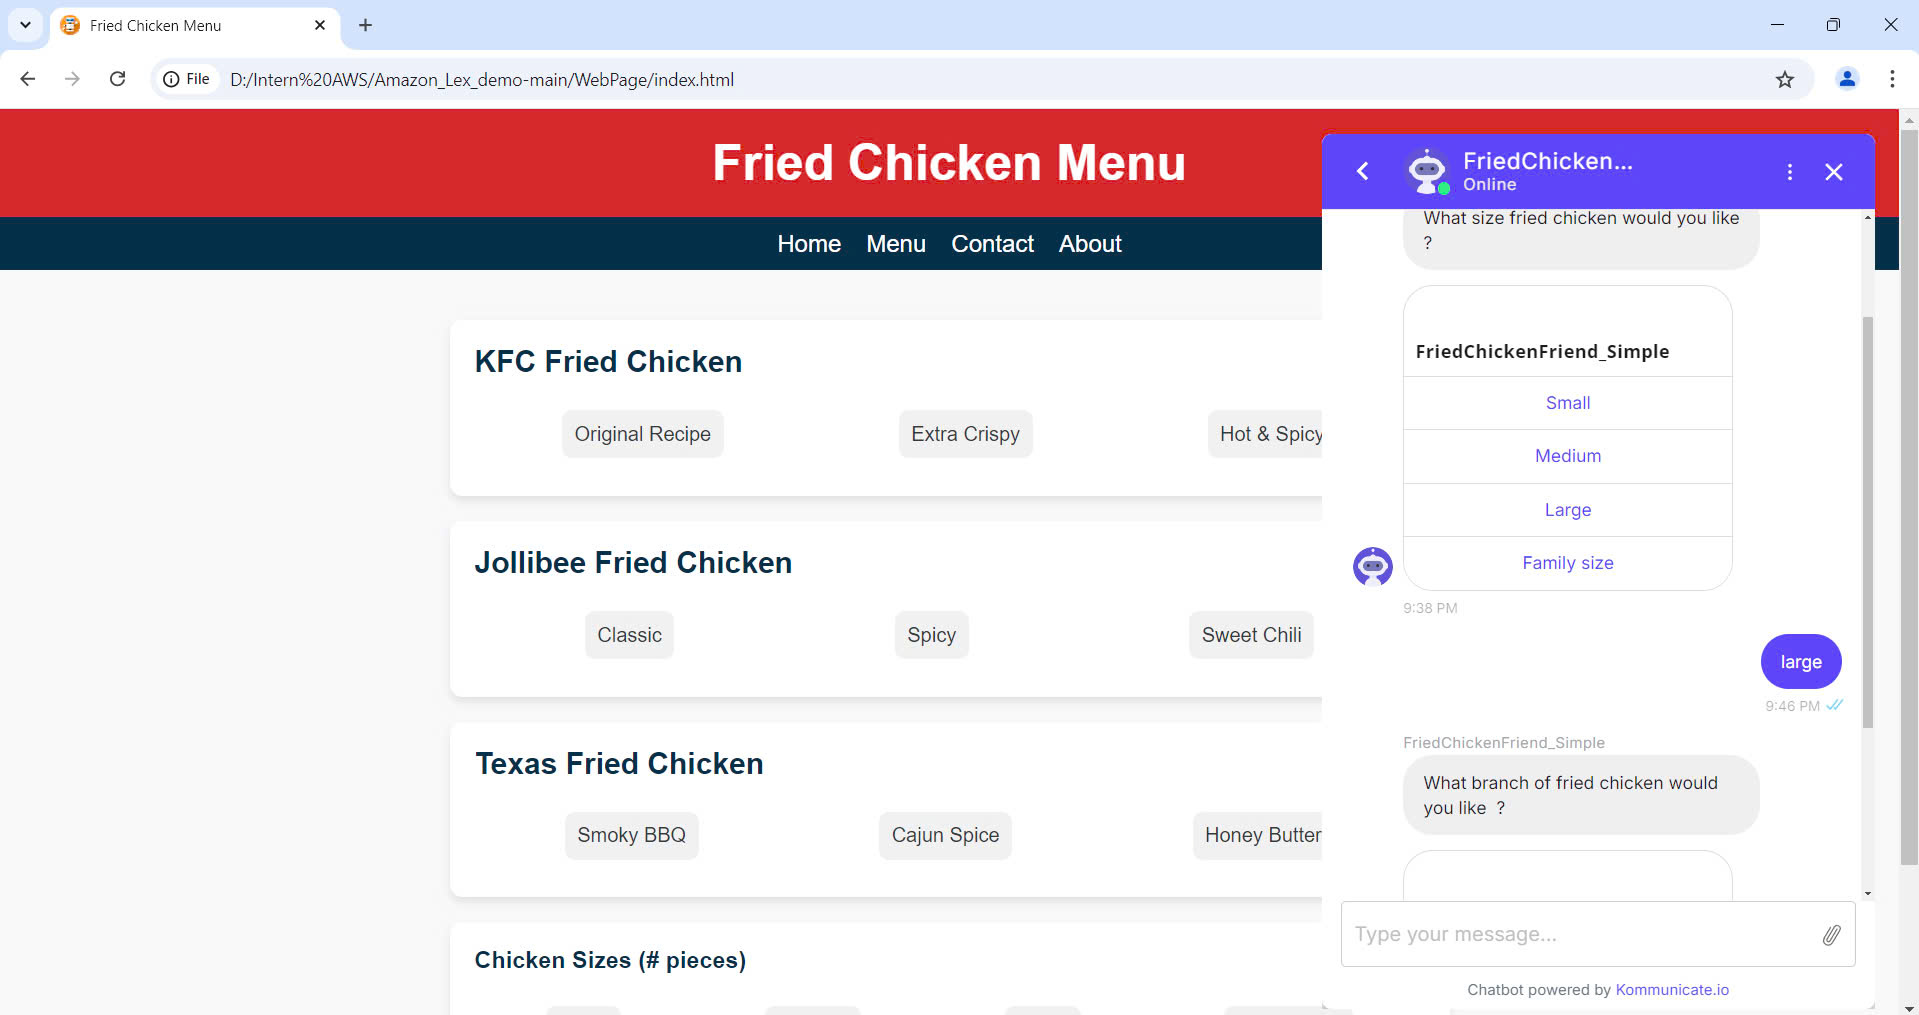 Fried Chicken Menu
File
D:/Intern%20AWS/Amazon_Lex_demo-main/WebPage/index.html
Fried Chicken Menu
Home Menu Contact About
KFC Fried Chicken
Original Recipe
Extra Crispy
Hot & Spicy
Jollibee Fried Chicken
Classic
Spicy
Sweet Chili
Texas Fried Chicken
Smoky BBQ
Cajun Spice
Honey Butter
Chicken Sizes (# pieces)
FriedChicken...
Online
What size fried chicken would you like
?
FriedChickenFriend_Simple
Small
Medium
Large
Family size
9:38 PM
large
9:46 PM
FriedChickenFriend_Simple
What branch of fried chicken would
you like ?
Type your message...
Chatbot powered by Kommunicate.io